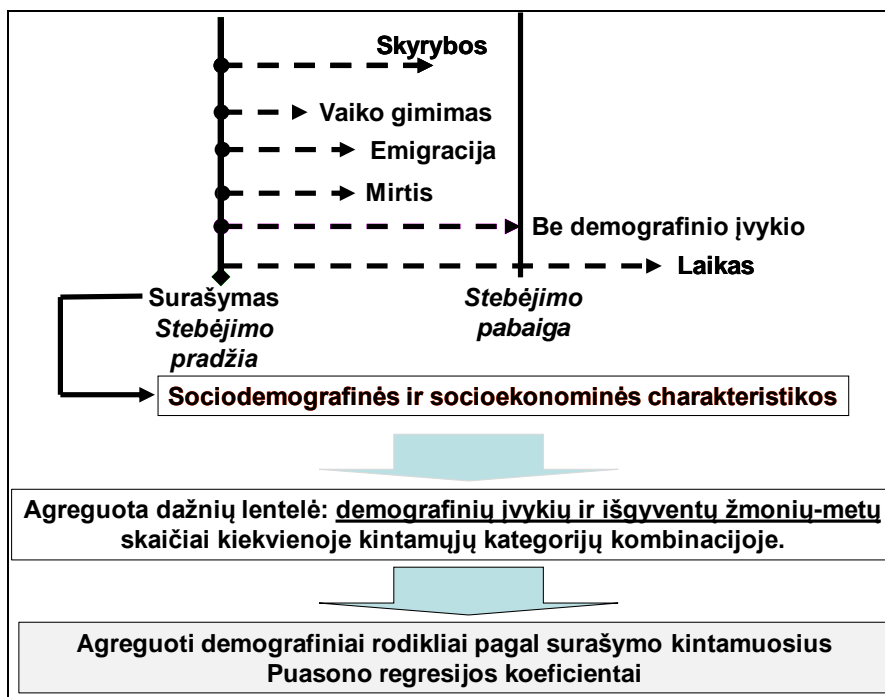 Skyrybos
Vaiko gimimas
Emigracija
Mirtis
Be demografinio įvykio
Laikas
Surašymas
Stebėjimo
pradžia
Stebėjimo
pabaiga
Sociodemografinės ir socioekonominės charakteristikos
Agreguota dažnių lentelė: demografinių įvykių ir išgyventų žmonių-metų
skaičiai kiekvienoje kintamųjų kategorijų kombinacijoje.
Agreguoti demografiniai rodikliai pagal surašymo kintamuosius
Puasono regresijos koeficientai